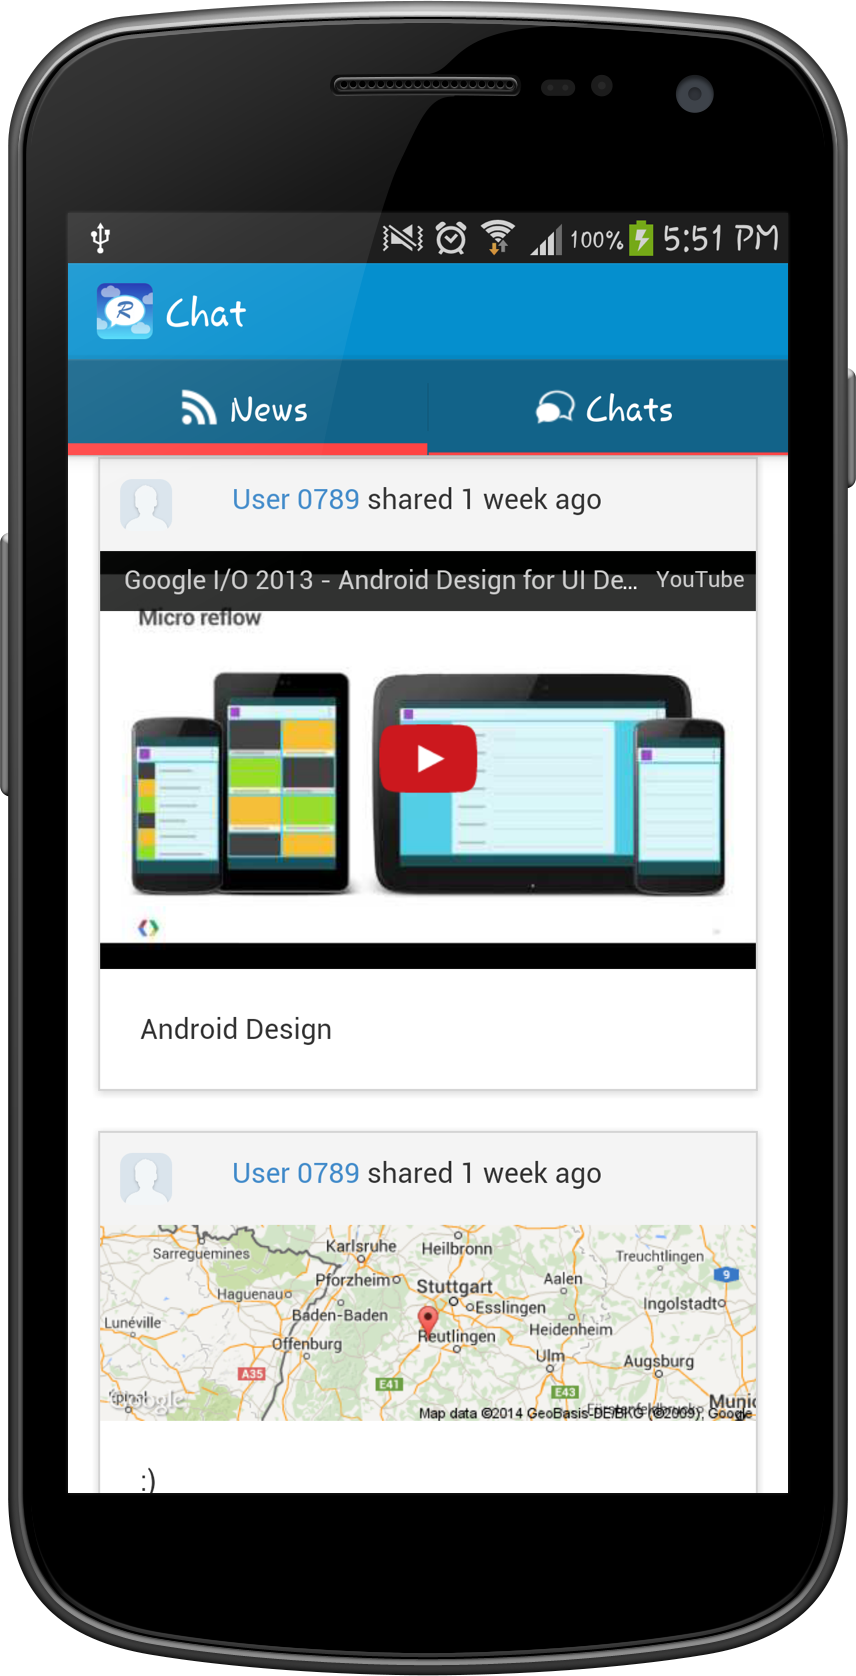 100% 5:51 PM
R Chat
News Chats
User 0789 shared 1 week ago
Google I/O 2013 - Android Design for UI De... YouTube
Micro reflow
Android Design
User 0789 shared 1 week ago
Sarreguemines Karlsruhe Heilbronn Treuchtlingen
Pforzheim Stuttgart Aalen 9
Haguenau Esslingen Ingolstadt
Lunéville Baden-Baden Heidenheim
Offenburg Reutlingen
Ulm Augsburg
A35 E41 E43
Google Munic
Map data ©2014 GeoBasis-DE/BKG (©2009), Google
:)